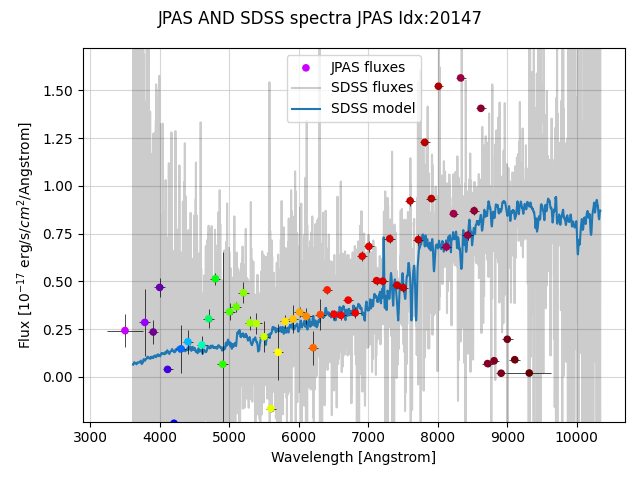 JPAS AND SDSS spectra JPAS Idx:20147
JPAS fluxes
SDSS fluxes
SDSS model
1.50
1.25
1.00
0.75
0.50
0.25
0.00
Flux [10⁻¹⁷ erg/s/cm²/Angstrom]
3000 4000 5000 6000 7000 8000 9000 10000
Wavelength [Angstrom]